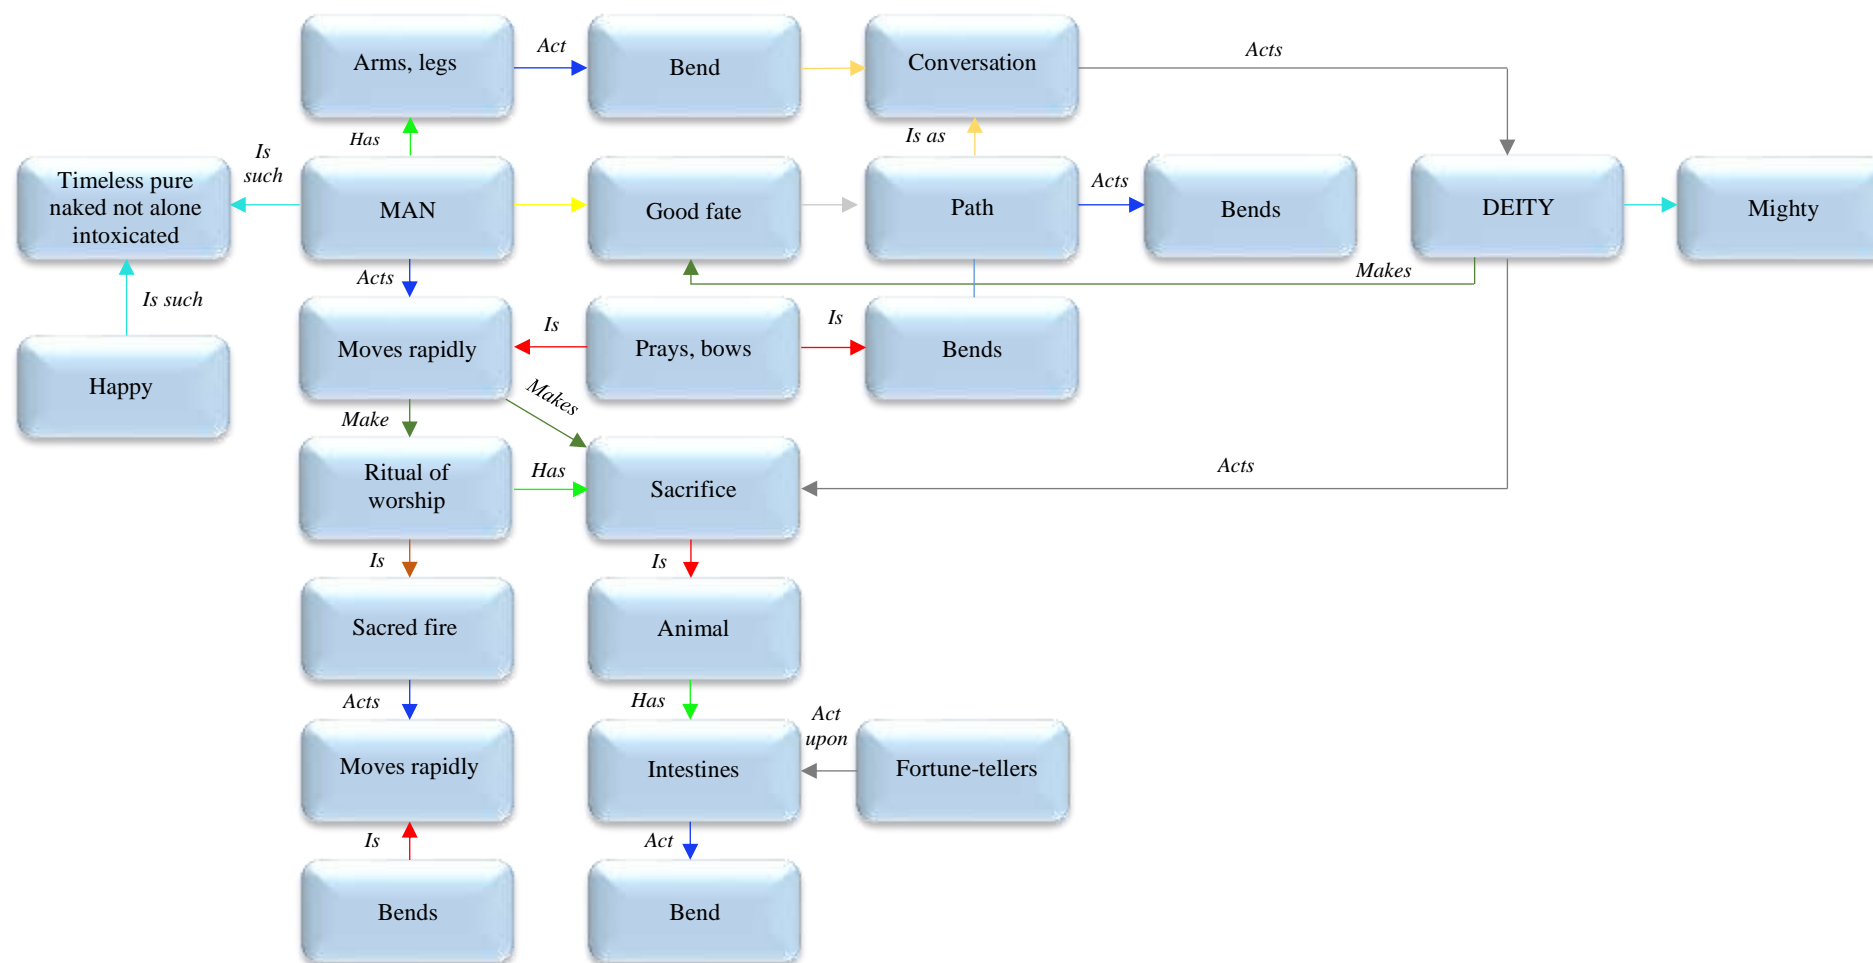 Act
Acts
Arms, legs
Bend
Conversation
Has
Is as
Is
such
Acts
Timeless pure
naked not alone
intoxicated
MAN
Good fate
Path
Bends
DEITY
Mighty
Acts
Makes
Is such
Is
Is
Moves rapidly
Prays, bows
Bends
Happy
Makes
Make
Ritual of
worship
Has
Sacrifice
Acts
Is
Is
Sacred fire
Animal
Acts
Has
Act
upon
Moves rapidly
Intestines
Fortune-tellers
Is
Act
Bends
Bend